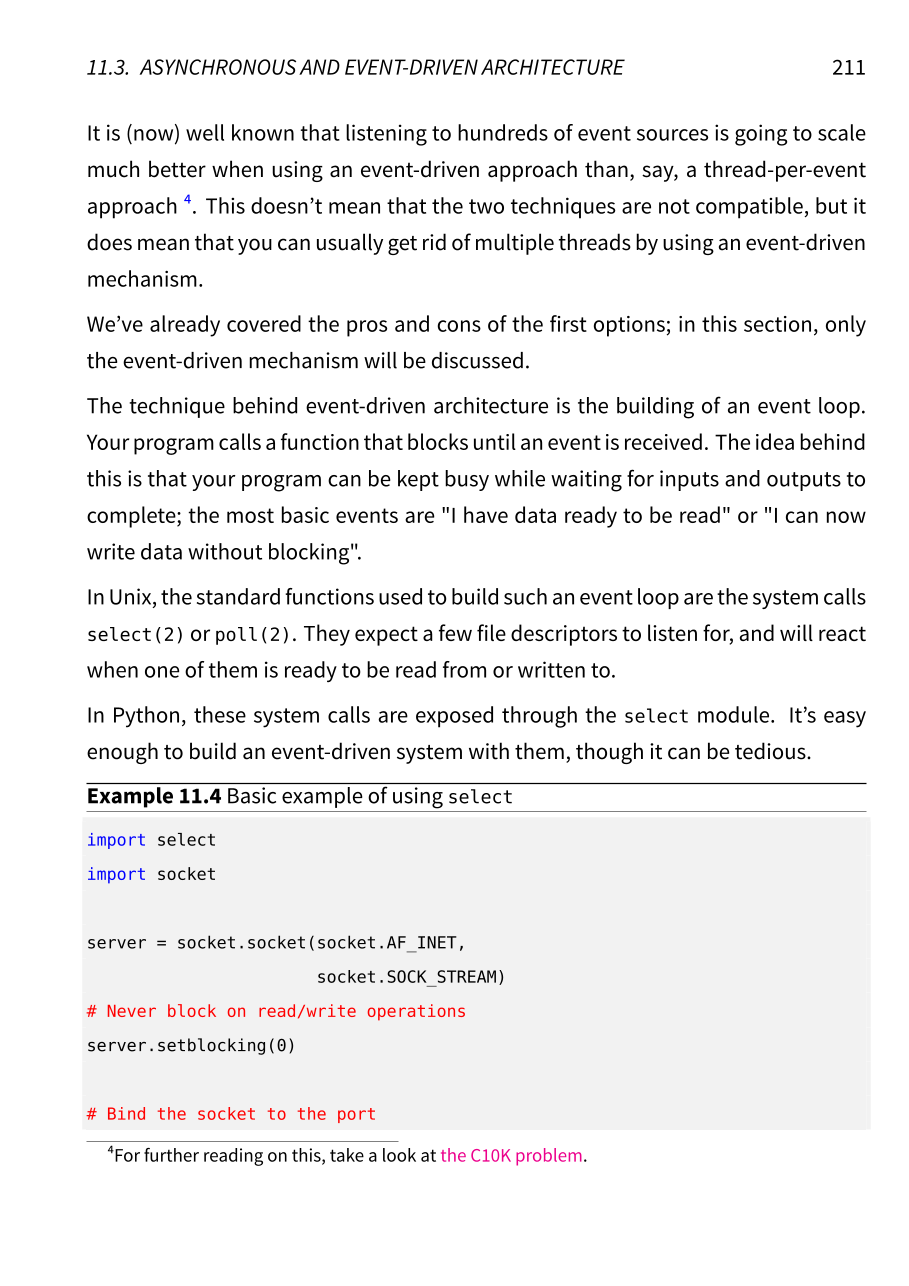 11.3. ASYNCHRONOUS AND EVENT-DRIVEN ARCHITECTURE 211
It is (now) well known that listening to hundreds of event sources is going to scale
much better when using an event-driven approach than, say, a thread-per-event
approach 4. This doesn’t mean that the two techniques are not compatible, but it
does mean that you can usually get rid of multiple threads by using an event-driven
mechanism.
We’ve already covered the pros and cons of the first options; in this section, only
the event-driven mechanism will be discussed.
The technique behind event-driven architecture is the building of an event loop.
Your program calls a function that blocks until an event is received. The idea behind
this is that your program can be kept busy while waiting for inputs and outputs to
complete; the most basic events are "I have data ready to be read" or "I can now
write data without blocking".
In Unix, the standard functions used to build such an event loop are the system calls
select(2) or poll(2). They expect a few file descriptors to listen for, and will react
when one of them is ready to be read from or written to.
In Python, these system calls are exposed through the select module. It’s easy
enough to build an event-driven system with them, though it can be tedious.
Example 11.4 Basic example of using select
import select
import socket
server = socket.socket(socket.AF_INET,
                       socket.SOCK_STREAM)
# Never block on read/write operations
server.setblocking(0)
# Bind the socket to the port
4For further reading on this, take a look at the C10K problem.